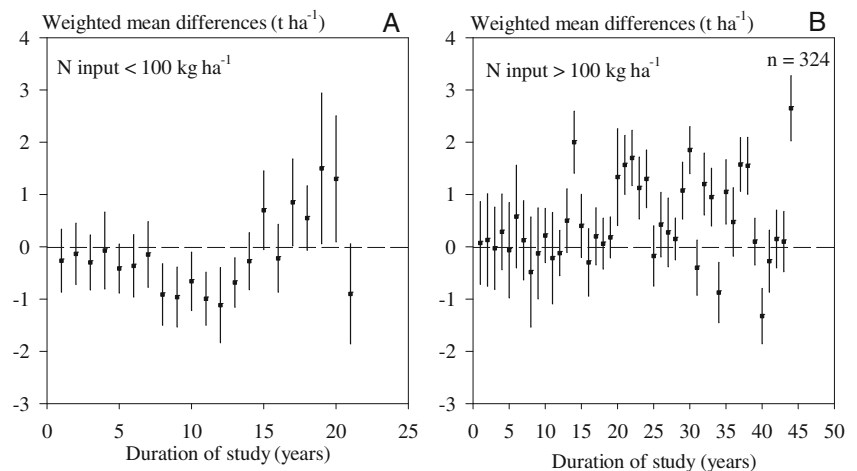 Weighted mean differences (t ha-1) A
N input < 100 kg ha-1
4
3
2
1
0
-1
-2
-3
0 5 10 15 20 25
Duration of study (years)
Weighted mean differences (t ha-1) B
N input > 100 kg ha-1
n = 324
4
3
2
1
0
-1
-2
-3
0 5 10 15 20 25 30 35 40 45 50
Duration of study (years)